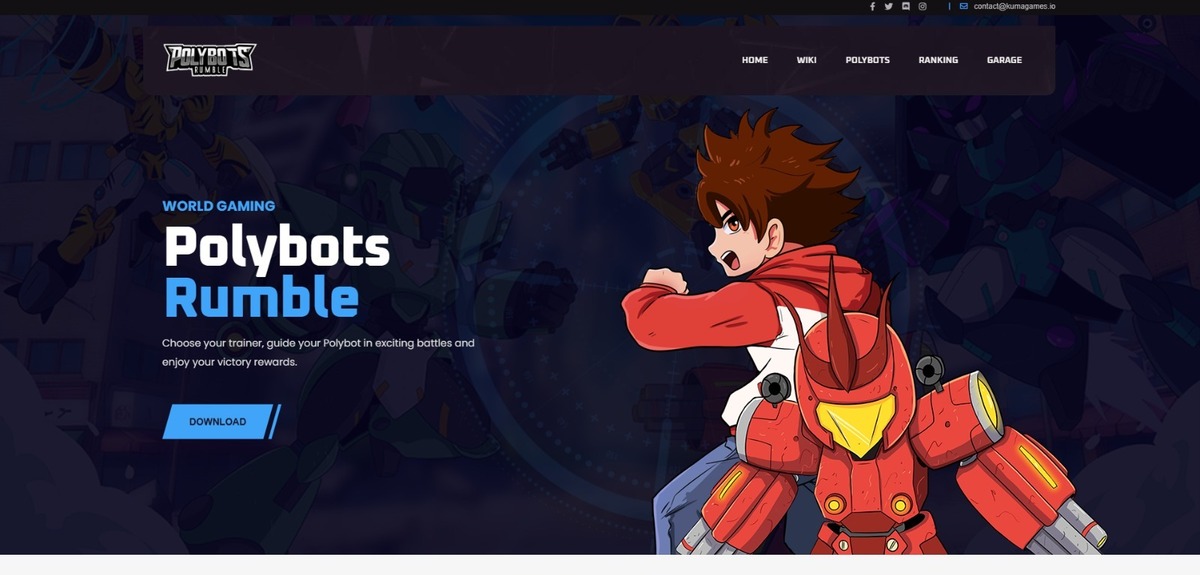 contact@kumagames.io
POLYBOTS
RUMBLE
HOME WIKI POLYBOTS RANKING GARAGE
WORLD GAMING
Polybots
Rumble
Choose your trainer, guide your Polybot in exciting battles and
enjoy your victory rewards.
DOWNLOAD